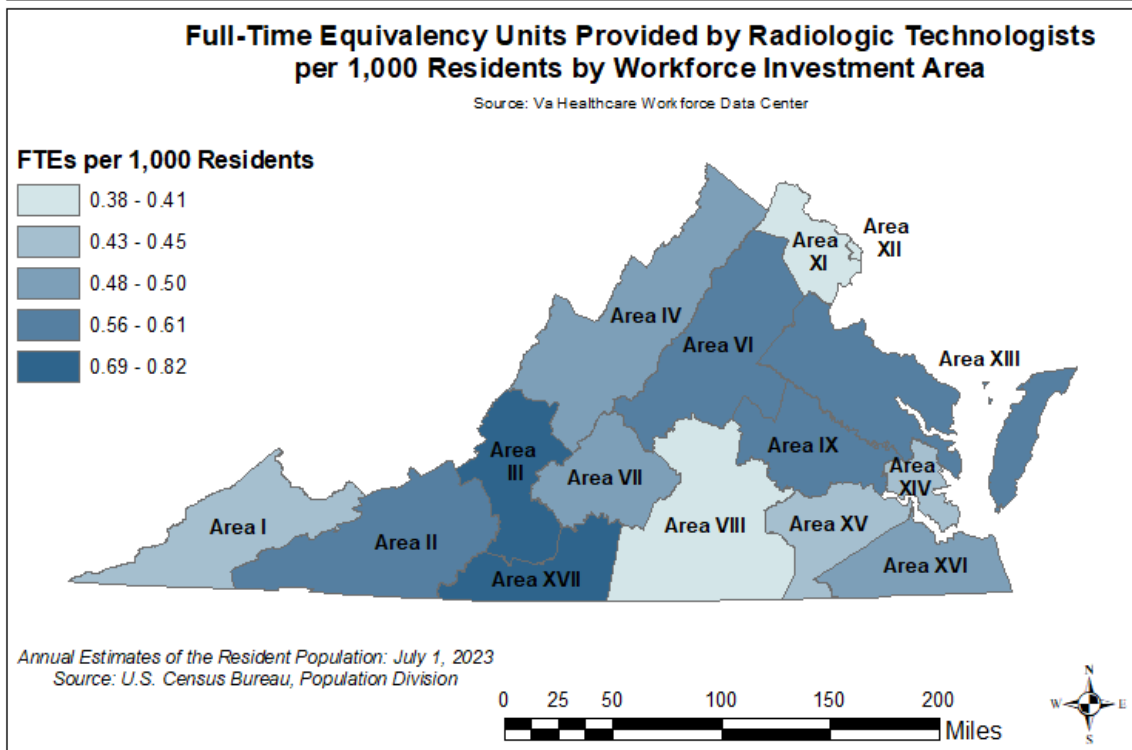 Full-Time Equivalency Units Provided by Radiologic Technologists
per 1,000 Residents by Workforce Investment Area
Source: Va Healthcare Workforce Data Center
FTEs per 1,000 Residents
0.38 - 0.41
0.43 - 0.45
0.48 - 0.50
0.56 - 0.61
0.69 - 0.82
Area
XII
Area
XI
Area IV
Area VI
Area XIII
Area
III
Area IX
Area VII
Area
XIV
Area I
Area II
Area VIII
Area XV
Area XVI
Area XVII
Annual Estimates of the Resident Population: July 1, 2023
Source: U.S. Census Bureau, Population Division
0 25 50 100 150 200
Miles
N
W E
S